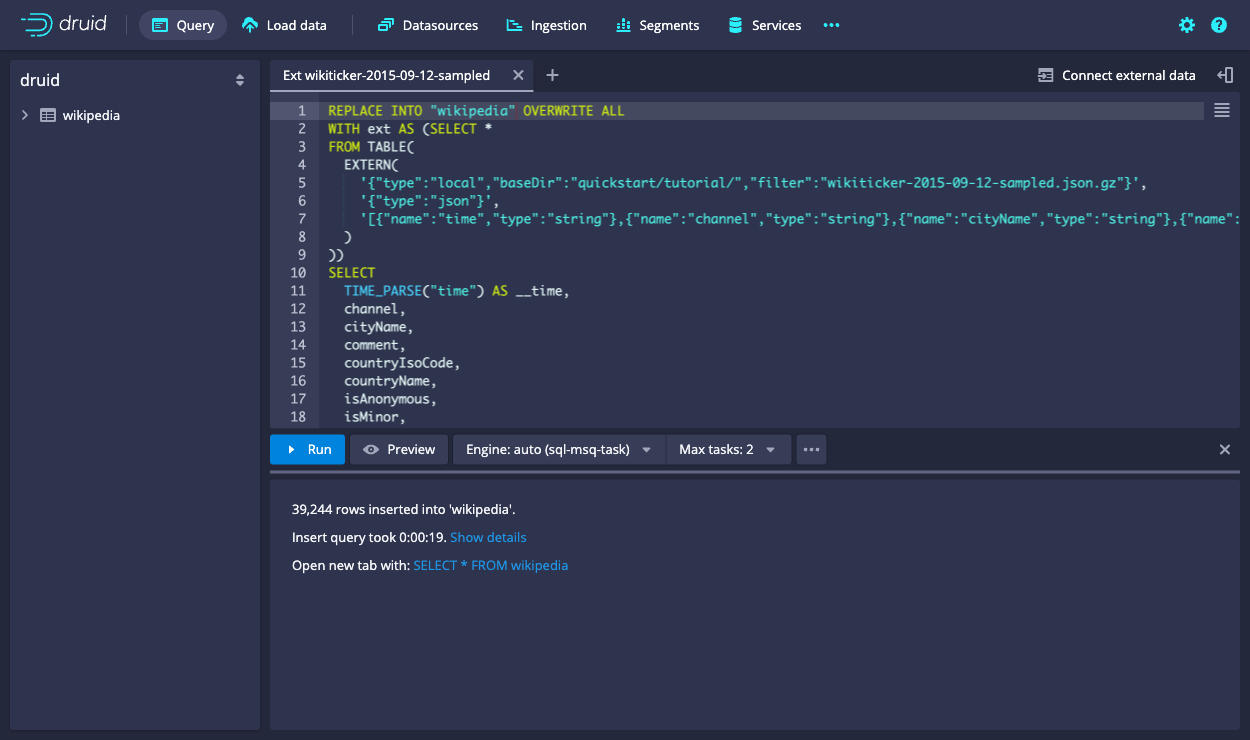 druid Query Load data Datasources Ingestion Segments Services
druid
wikipedia
Ext wikiticker-2015-09-12-sampled
Connect external data
1 REPLACE INTO "wikipedia" OVERWRITE ALL
2 WITH ext AS (SELECT *
3 FROM TABLE(
4 EXTERN(
5 '{"type":"local","baseDir":"quickstart/tutorial/","filter":"wikiticker-2015-09-12-sampled.json.gz"}',
6 '{"type":"json"}',
7 '[{"name":"time","type":"string"},{"name":"channel","type":"string"},{"name":"cityName","type":"string"},{"name":
8 )
9 ))
10 SELECT
11 TIME_PARSE("time") AS __time,
12 channel,
13 cityName,
14 comment,
15 countryIsoCode,
16 countryName,
17 isAnonymous,
18 isMinor,
Run Preview Engine: auto (sql-msq-task) Max tasks: 2
39,244 rows inserted into 'wikipedia'.
Insert query took 0:00:19. Show details
Open new tab with: SELECT * FROM wikipedia